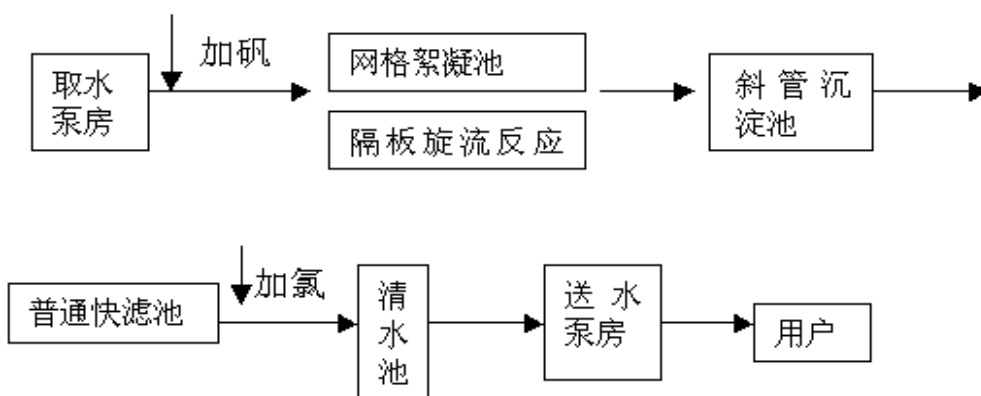 取水
泵房
加矾
网格絮凝池
隔板旋流反应
斜管沉
淀池
普通快滤池
加氯
清
水
池
送水
泵房
用户